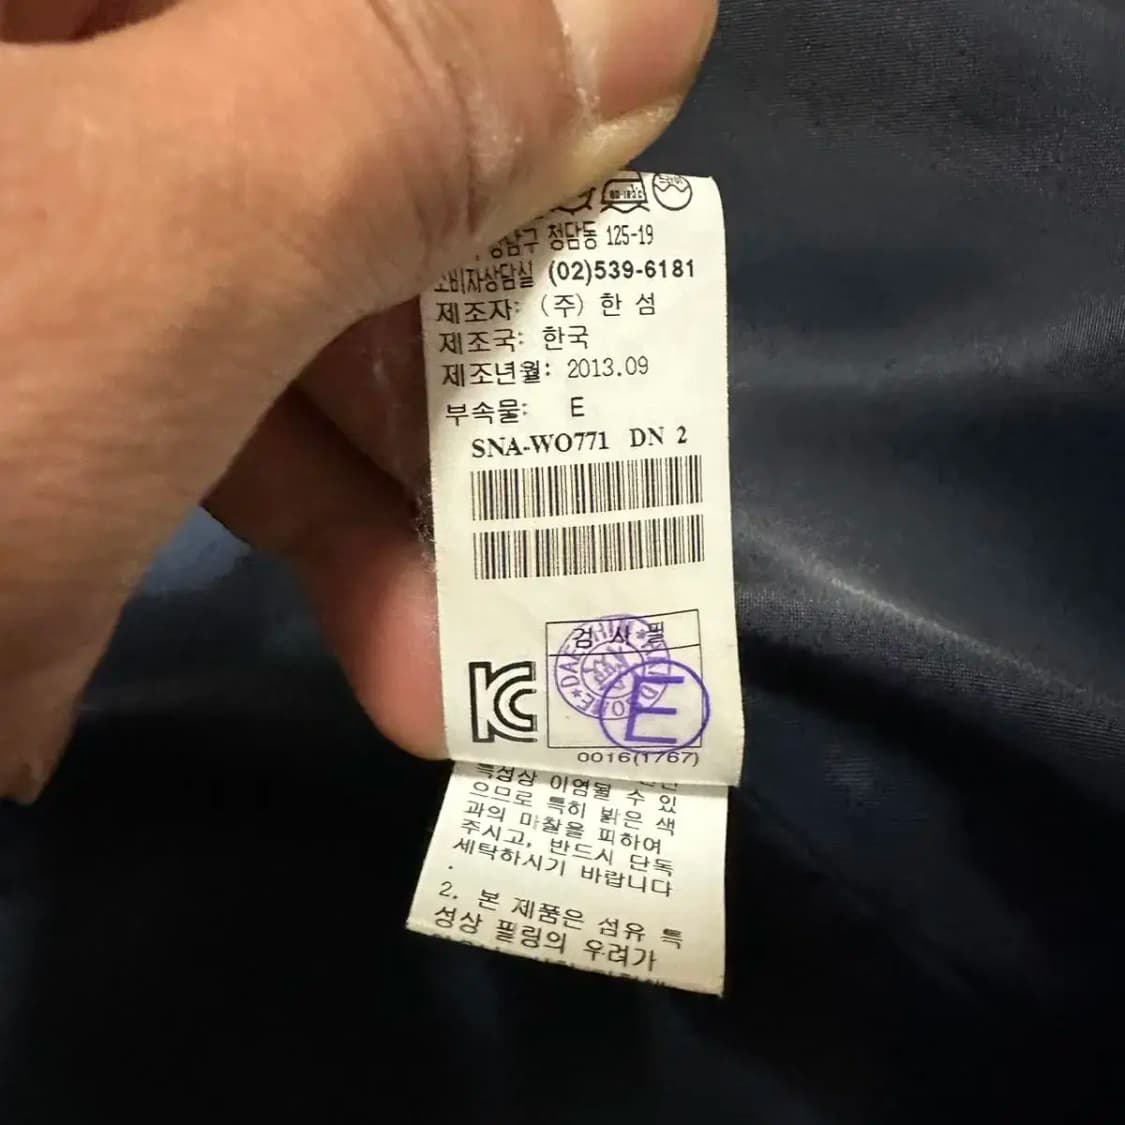 청담동 125-19
소비자상담실 (02)539-6181
제조자: (주) 한 섬
제조국: 한국
제조년월: 2013.09
부속물: E
SNA-WO771 DN 2
검 사 필
KC
E
0016(1767)
특성상 이염될 수 있
으므로 특히 밝은 색
과의 마찰을 피하여
주시고, 반드시 단독
세탁하시기 바랍니다
.
2. 본 제품은 섬유 특
성상 필링의 우려가